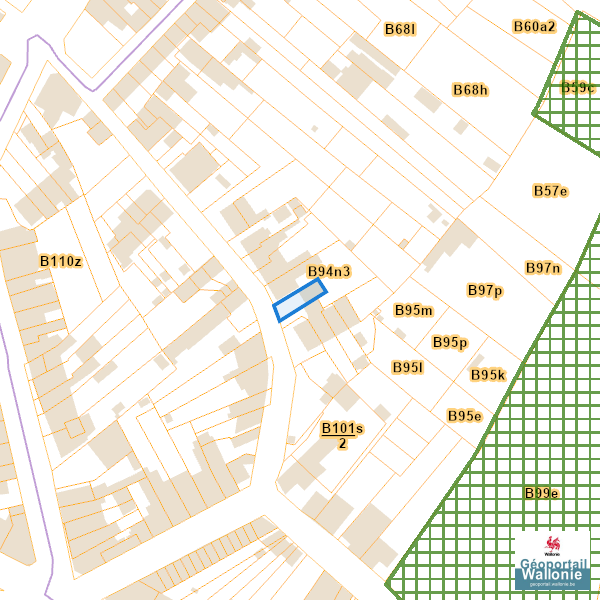 B60a2
B68l
B59c
B68h
B57e
B110z
B94n3
B97n
B97p
B95m
B95p
B95l
B95k
B95e
B101s
2
B99e
Wallonie
Géoportail
Wallonie
geoportail.wallonie.be